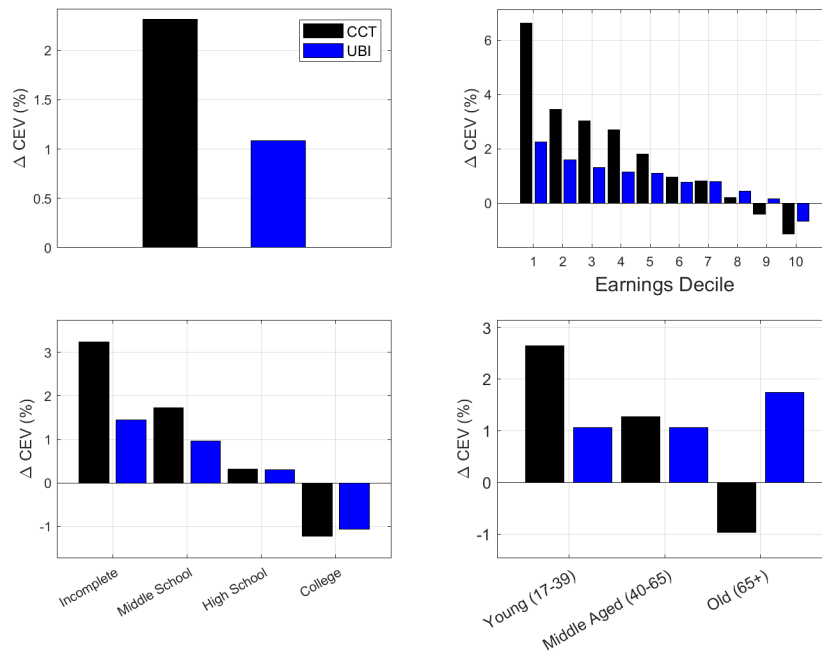 CCT
UBI
Δ CEV (%)
2
1.5
1
0.5
0
Δ CEV (%)
6
4
2
0
1 2 3 4 5 6 7 8 9 10
Earnings Decile
Δ CEV (%)
3
2
1
0
-1
Incomplete
Middle School
High School
College
Δ CEV (%)
3
2
1
0
-1
Young (17-39)
Middle Aged (40-65)
Old (65+)